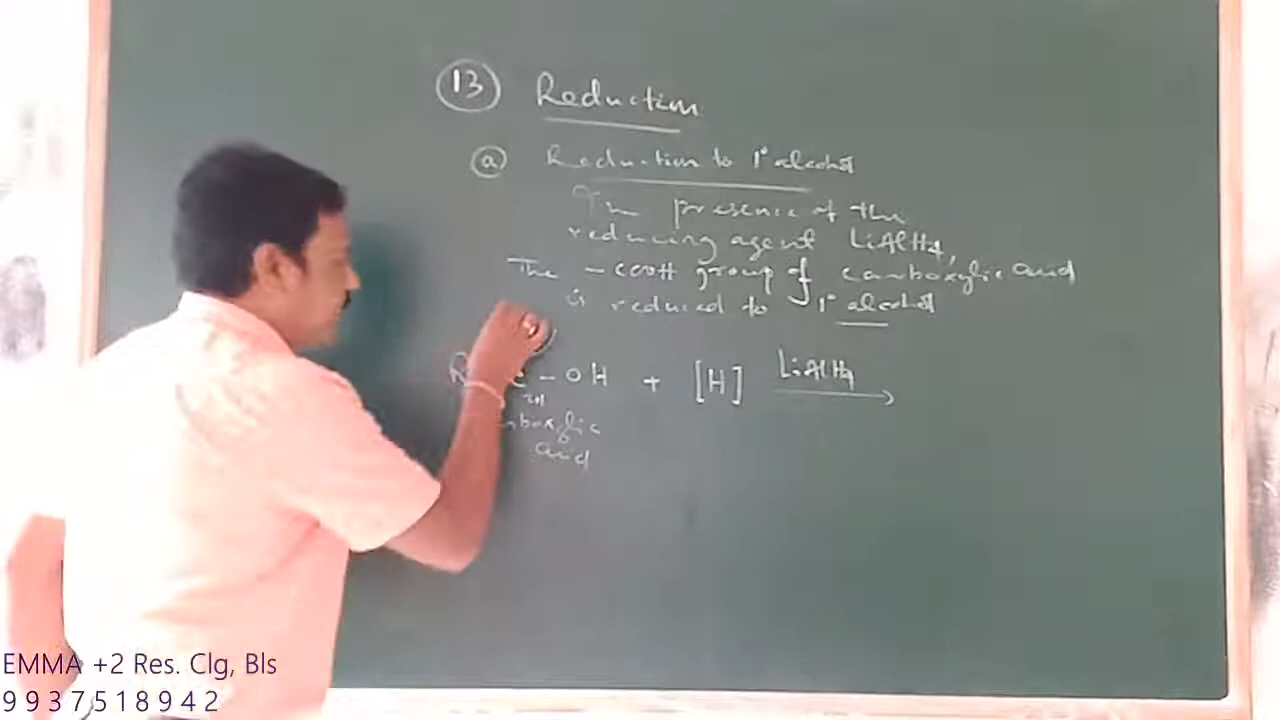 13 Reduction
a Reduction to 1° alcohol
In presence of the
reducing agent LiAlH4,
The -COOH group of carboxylic acid
is reduced to 1° alcohol
R C - OH + [H] LiAlH4 →
acid
EMMA +2 Res. Clg, Bls
9937518942